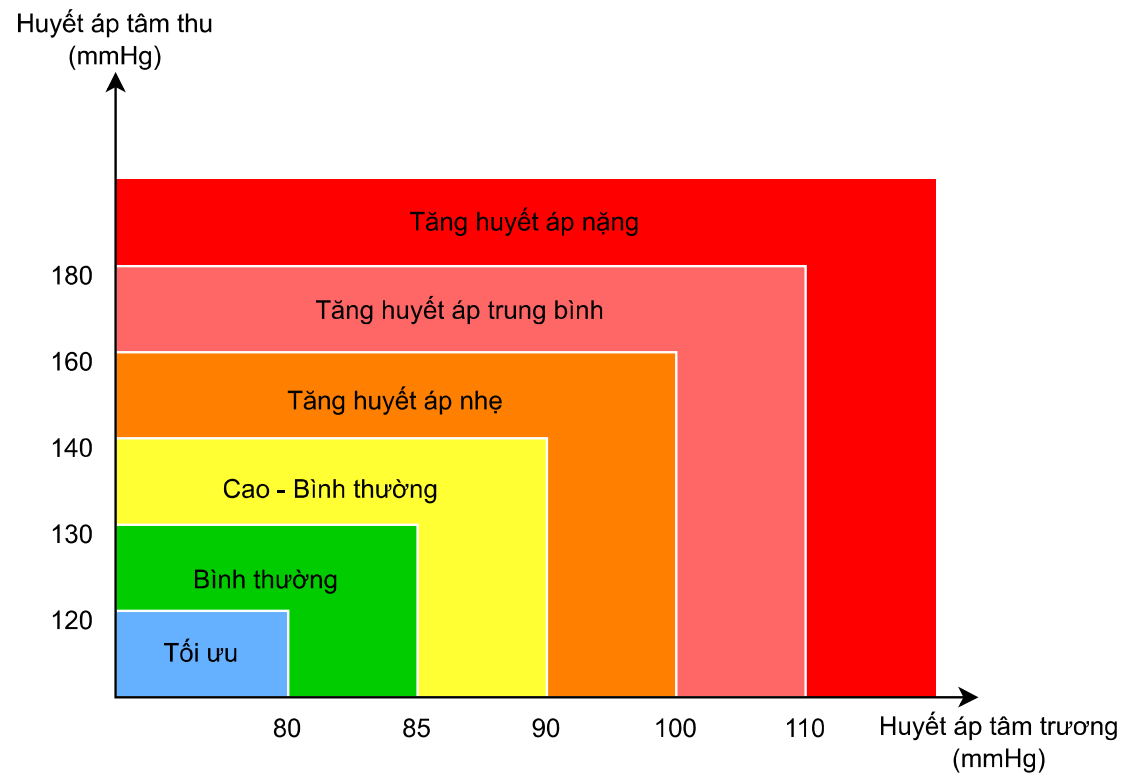 Huyết áp tâm thu
(mmHg)
Tăng huyết áp nặng
180
Tăng huyết áp trung bình
160
Tăng huyết áp nhẹ
140
Cao - Bình thường
130
Bình thường
120
Tối ưu
80 85 90 100 110
Huyết áp tâm trương
(mmHg)